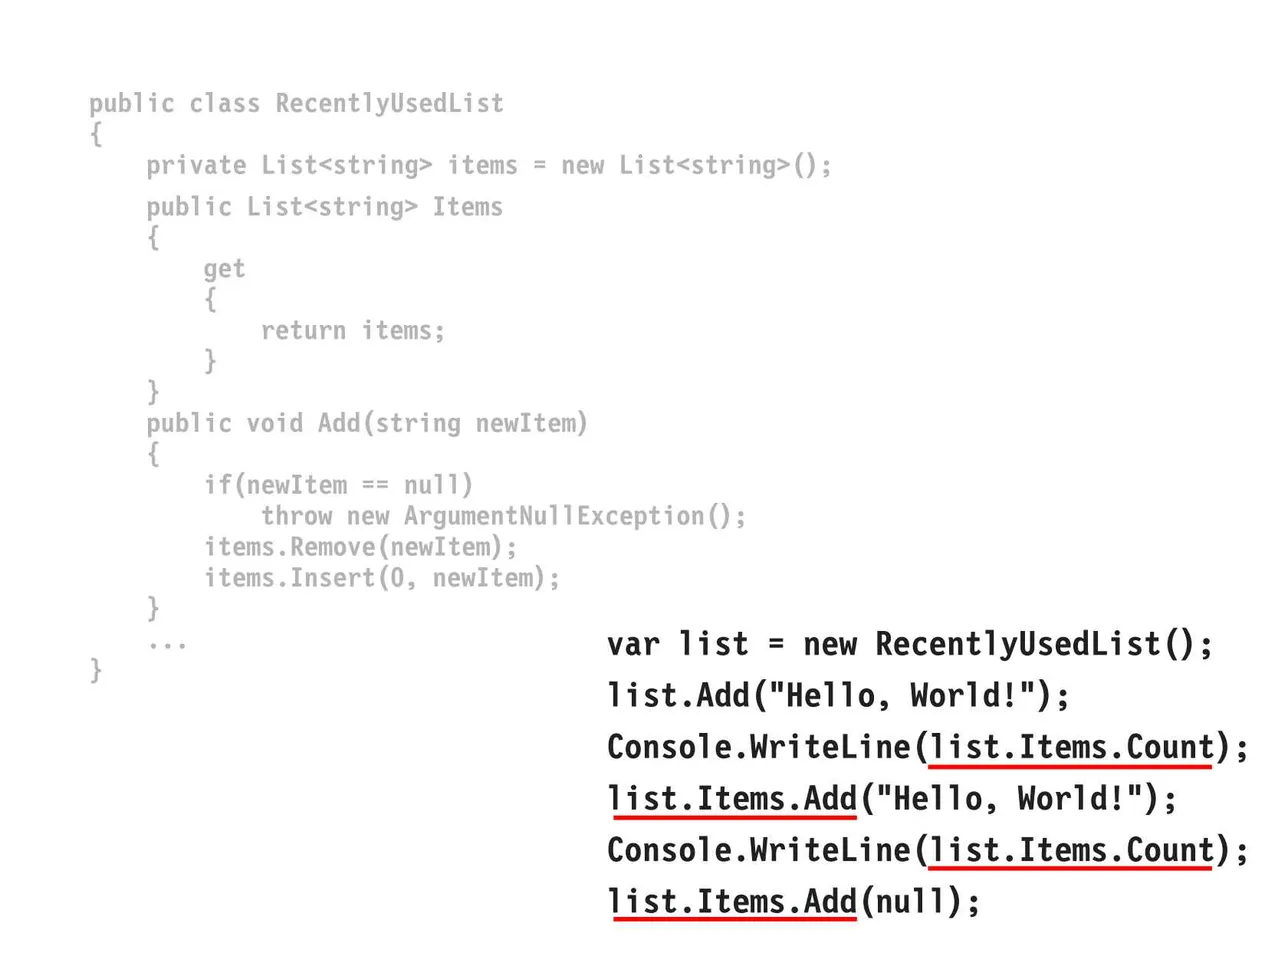 public class RecentlyUsedList
{
    private List<string> items = new List<string>();
    public List<string> Items
    {
        get
        {
            return items;
        }
    }
    public void Add(string newItem)
    {
        if(newItem == null)
            throw new ArgumentNullException();
        items.Remove(newItem);
        items.Insert(0, newItem);
    }
    ...
}
var list = new RecentlyUsedList();
list.Add("Hello, World!");
Console.WriteLine(list.Items.Count);
list.Items.Add("Hello, World!");
Console.WriteLine(list.Items.Count);
list.Items.Add(null);